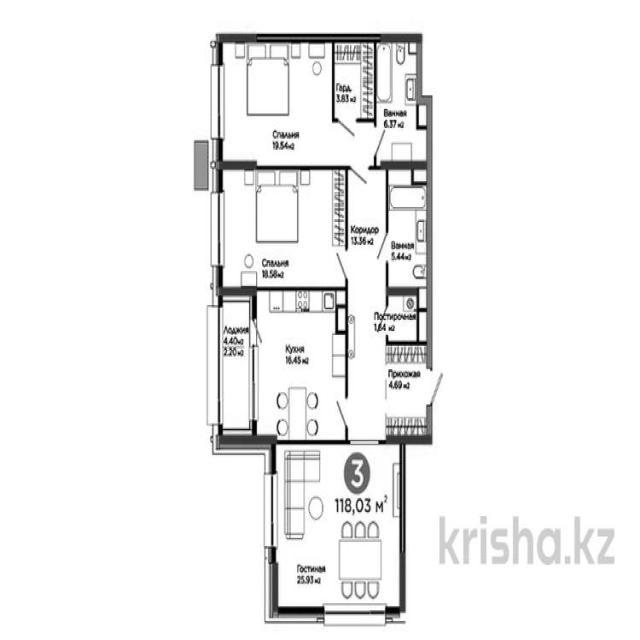 Гард.
3.83 м²
Ванная
6.37 м²
Спальня
19.54 м²
Коридор
13.36 м²
Ванная
5.44 м²
Спальня
18.58 м²
Постирочная
1.64 м²
Лоджия
4.40 м²
2.20 м²
Кухня
16.45 м²
Прихожая
4.69 м²
3
118,03 м²
krisha.kz
Гостиная
25.93 м²